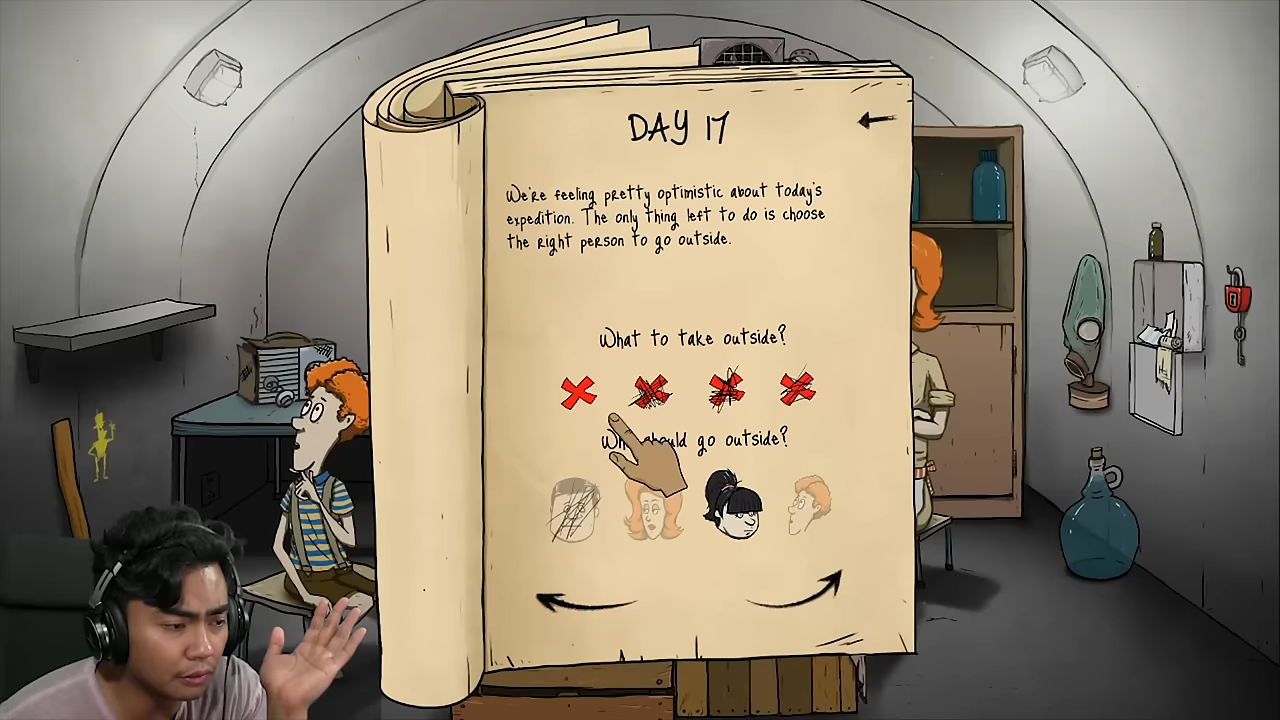 DAY 17
We're feeling pretty optimistic about today's
expedition. The only thing left to do is choose
the right person to go outside.
What to take outside?
should go outside?